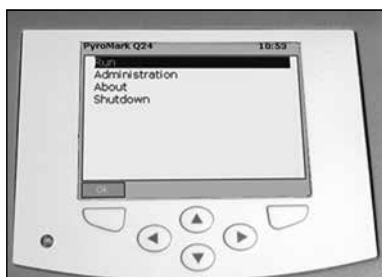 PyroMark Q24 10:53
Run
Administration
About
Shutdown
Ok